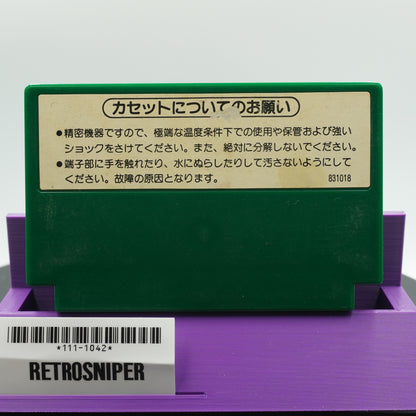 カセットについてのお願い
●精密機器ですので、極端な温度条件下での使用や保管および強い
ショックをさけてください。また、絶対に分解しないでください。
●端子部に手を触れたり、水にぬらしたりして汚さないようにして
ください。故障の原因となります。
831018
*111-1042*
RETROSNIPER